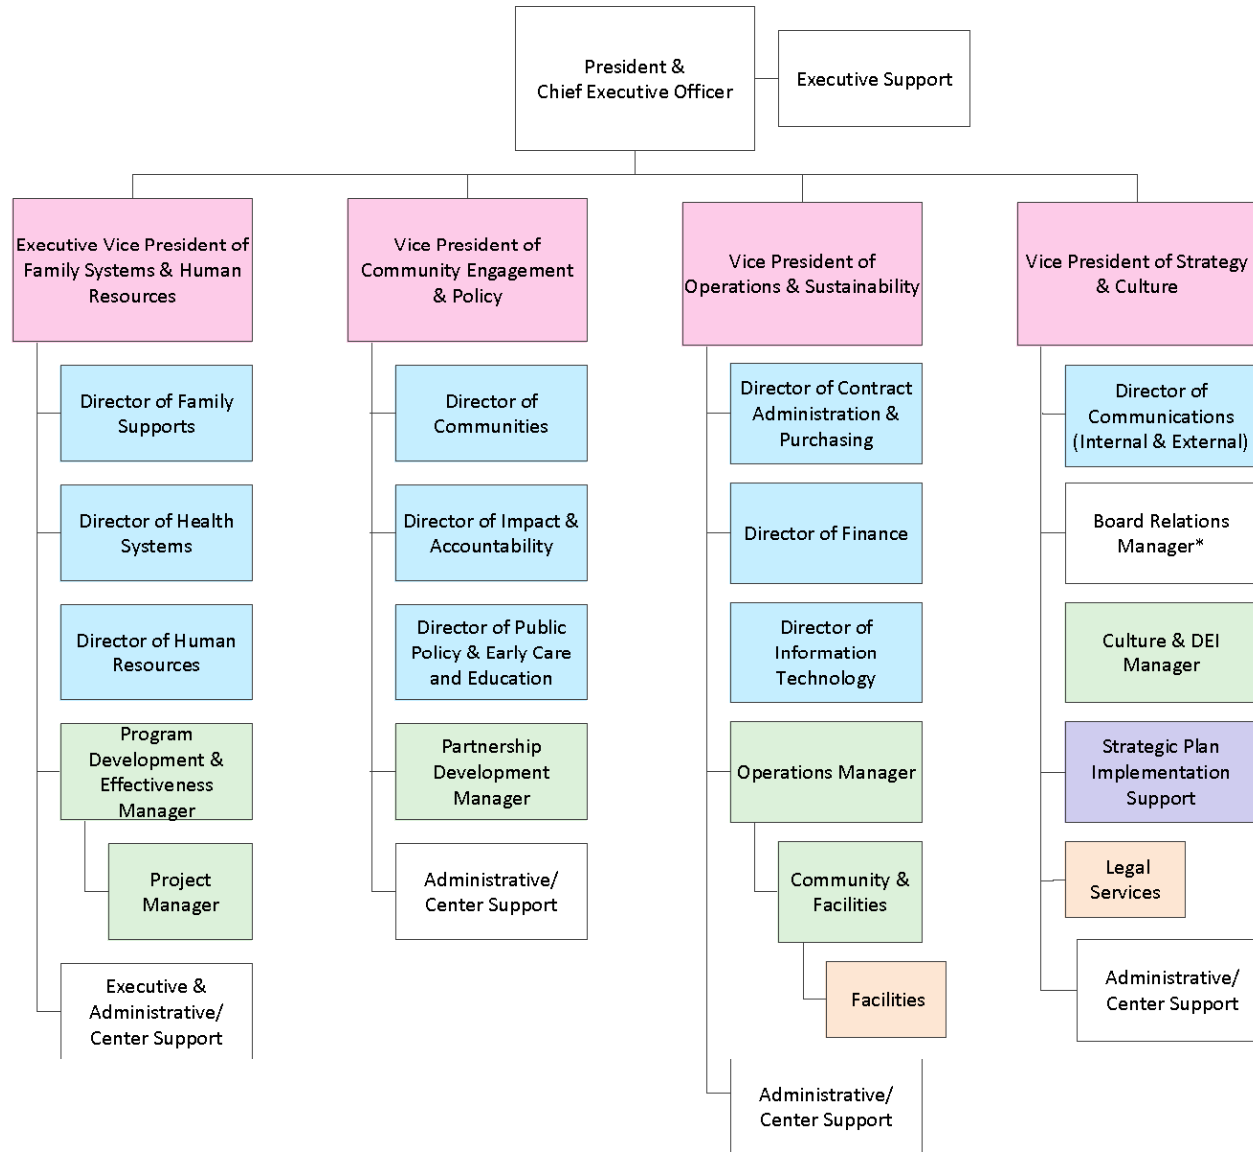 President &
Chief Executive Officer
Executive Support
Executive Vice President of
Family Systems & Human
Resources
Director of Family
Supports
Director of Health
Systems
Director of Human
Resources
Program
Development &
Effectiveness
Manager
Project
Manager
Executive &
Administrative/
Center Support
Vice President of
Community Engagement
& Policy
Director of
Communities
Director of Impact &
Accountability
Director of Public
Policy & Early Care
and Education
Partnership
Development
Manager
Administrative/
Center Support
Vice President of
Operations & Sustainability
Director of Contract
Administration &
Purchasing
Director of Finance
Director of
Information
Technology
Operations Manager
Community &
Facilities
Facilities
Administrative/
Center Support
Vice President of Strategy
& Culture
Director of
Communications
(Internal & External)
Board Relations
Manager*
Culture & DEI
Manager
Strategic Plan
Implementation
Support
Legal
Services
Administrative/
Center Support